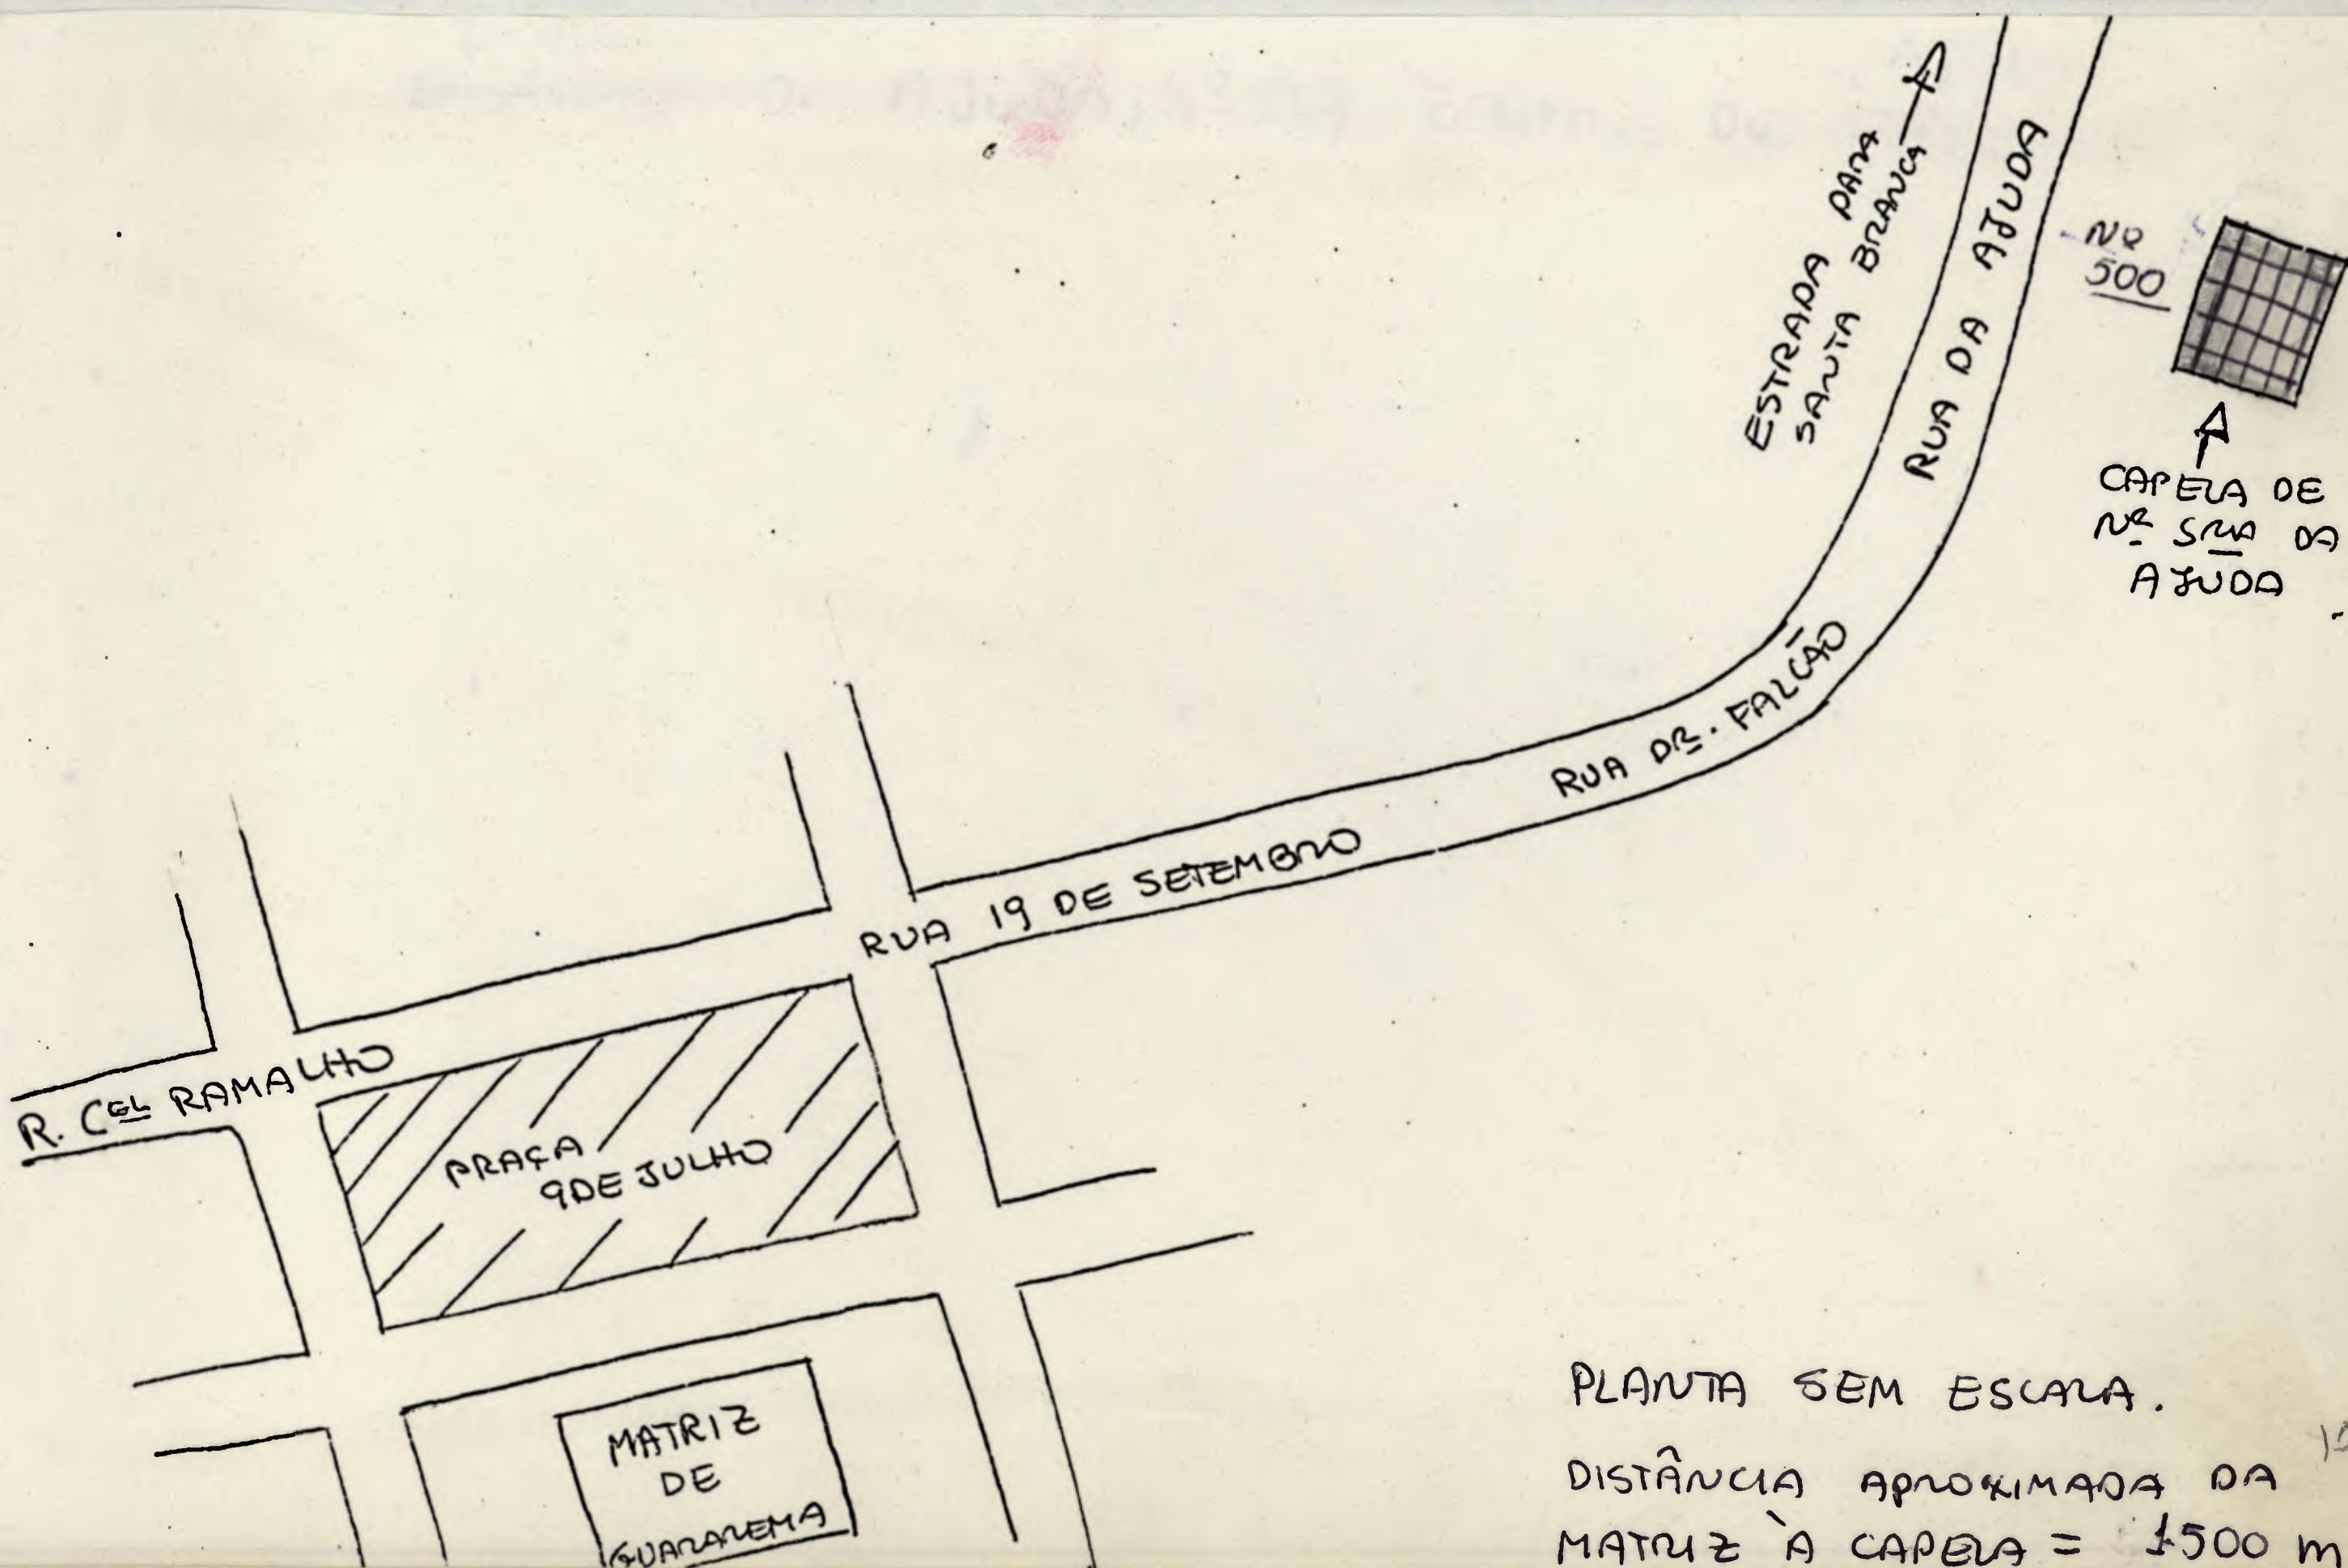 ESTRADA PARA
SANTA BRANCA
RUA DA AJUDA
Nº
500
CAPELA DE
Nª SRA DA
AJUDA
RUA DR. FALCÃO
RUA 19 DE SETEMBRO
R. CEL RAMALHO
PRAÇA
9 DE JULHO
MATRIZ
DE
GUARAREMA
PLANTA SEM ESCALA.
DISTÂNCIA APROXIMADA DA
MATRIZ À CAPELA = 1500 m